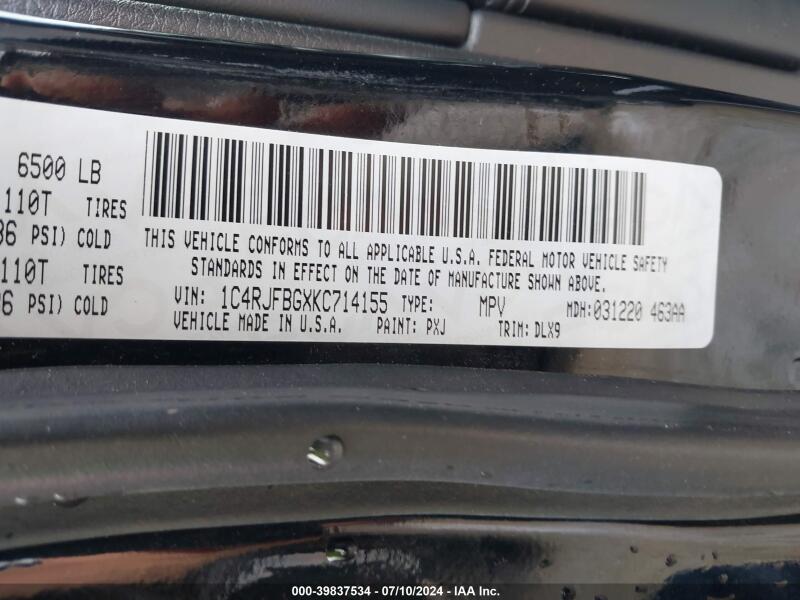 6500 LB
110T TIRES
36 PSI) COLD
110T TIRES
36 PSI) COLD
THIS VEHICLE CONFORMS TO ALL APPLICABLE U.S.A. FEDERAL MOTOR VEHICLE SAFETY
STANDARDS IN EFFECT ON THE DATE OF MANUFACTURE SHOWN ABOVE.
VIN: 1C4RJFBGXKC714155 TYPE: MPV MDH:031220 463AA
VEHICLE MADE IN U.S.A. PAINT: PXJ TRIM: DLX9
000-39837534 - 07/10/2024 - IAA Inc.